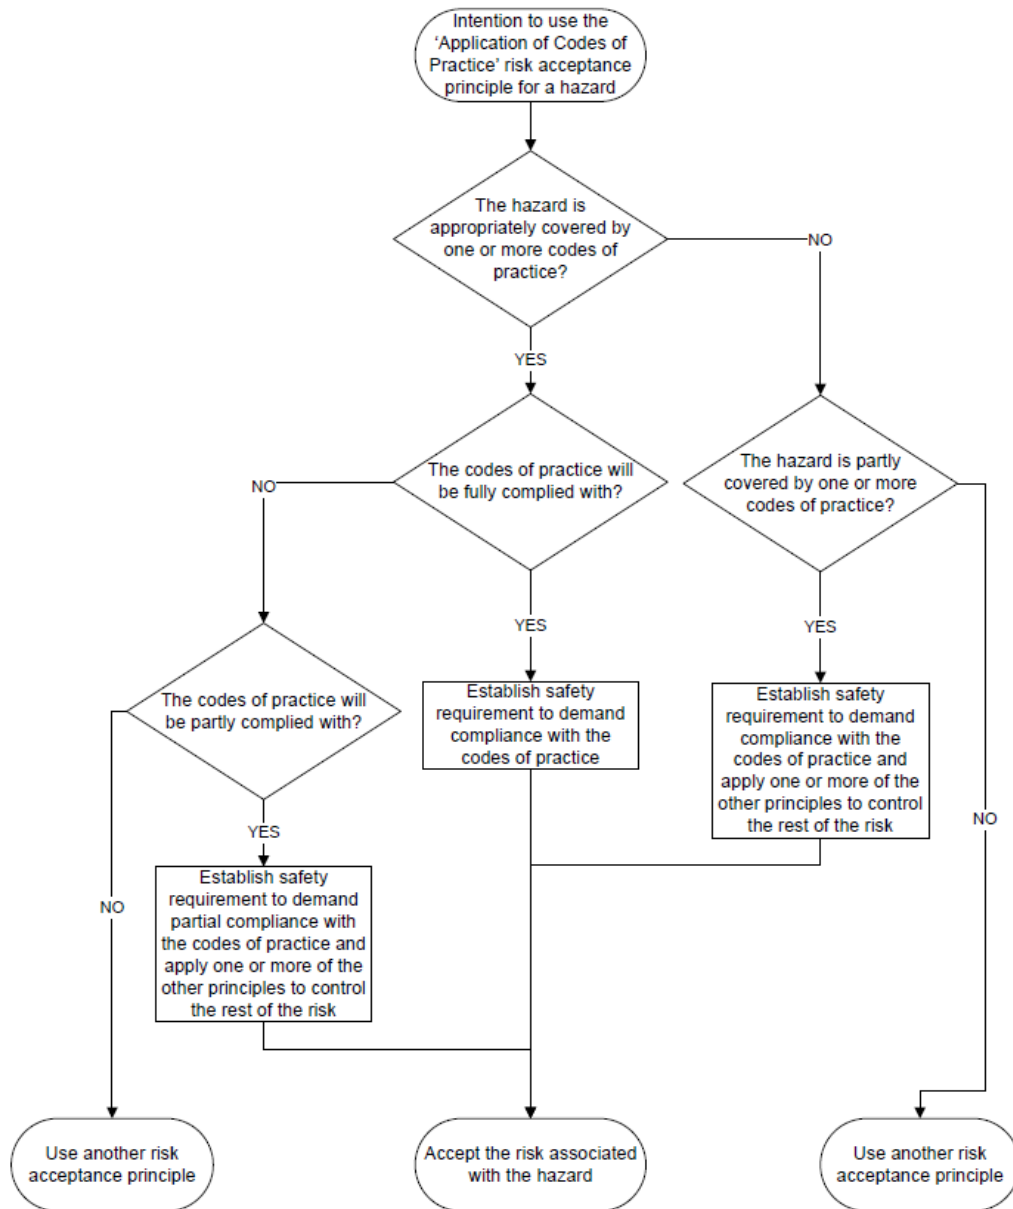 Intention to use the
‘Application of Codes of
Practice’ risk acceptance
principle for a hazard
The hazard is
appropriately covered by
one or more codes of
practice?
NO
YES
The codes of practice will
be fully complied with?
The hazard is partly
covered by one or more
codes of practice?
NO
YES
YES
The codes of practice will
be partly complied with?
Establish safety
requirement to demand
compliance with the
codes of practice
Establish safety
requirement to demand
compliance with the
codes of practice and
apply one or more of the
other principles to control
the rest of the risk
NO
YES
Establish safety
requirement to demand
partial compliance with
the codes of practice and
apply one or more of the
other principles to control
the rest of the risk
NO
Use another risk
acceptance principle
Accept the risk associated
with the hazard
Use another risk
acceptance principle